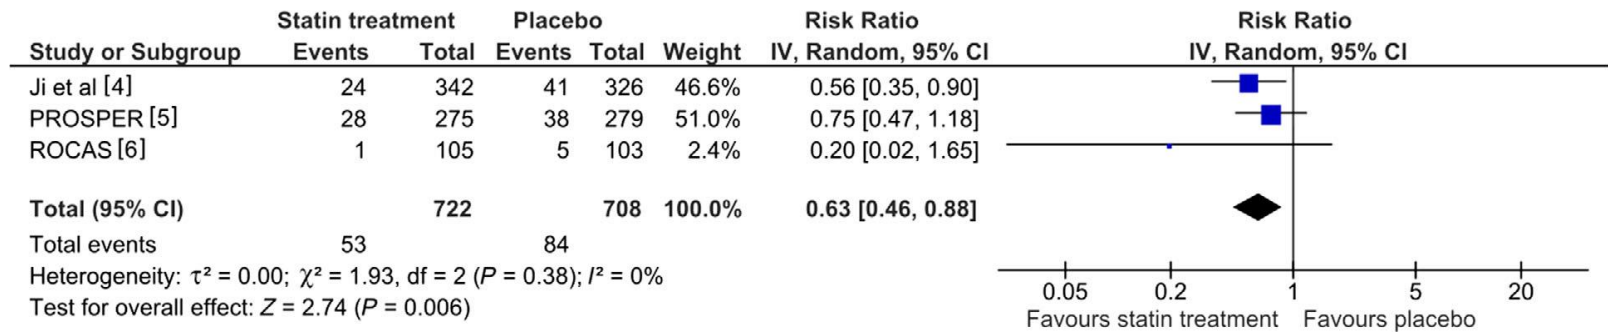 Statin treatment Placebo Risk Ratio Risk Ratio
Study or Subgroup Events Total Events Total Weight IV, Random, 95% CI IV, Random, 95% CI
Ji et al [4] 24 342 41 326 46.6% 0.56 [0.35, 0.90]
PROSPER [5] 28 275 38 279 51.0% 0.75 [0.47, 1.18]
ROCAS [6] 1 105 5 103 2.4% 0.20 [0.02, 1.65]
Total (95% CI) 722 708 100.0% 0.63 [0.46, 0.88]
Total events 53 84
Heterogeneity: τ² = 0.00; χ² = 1.93, df = 2 (P = 0.38); I² = 0%
0.05 0.2 1 5 20
Test for overall effect: Z = 2.74 (P = 0.006)
Favours statin treatment Favours placebo